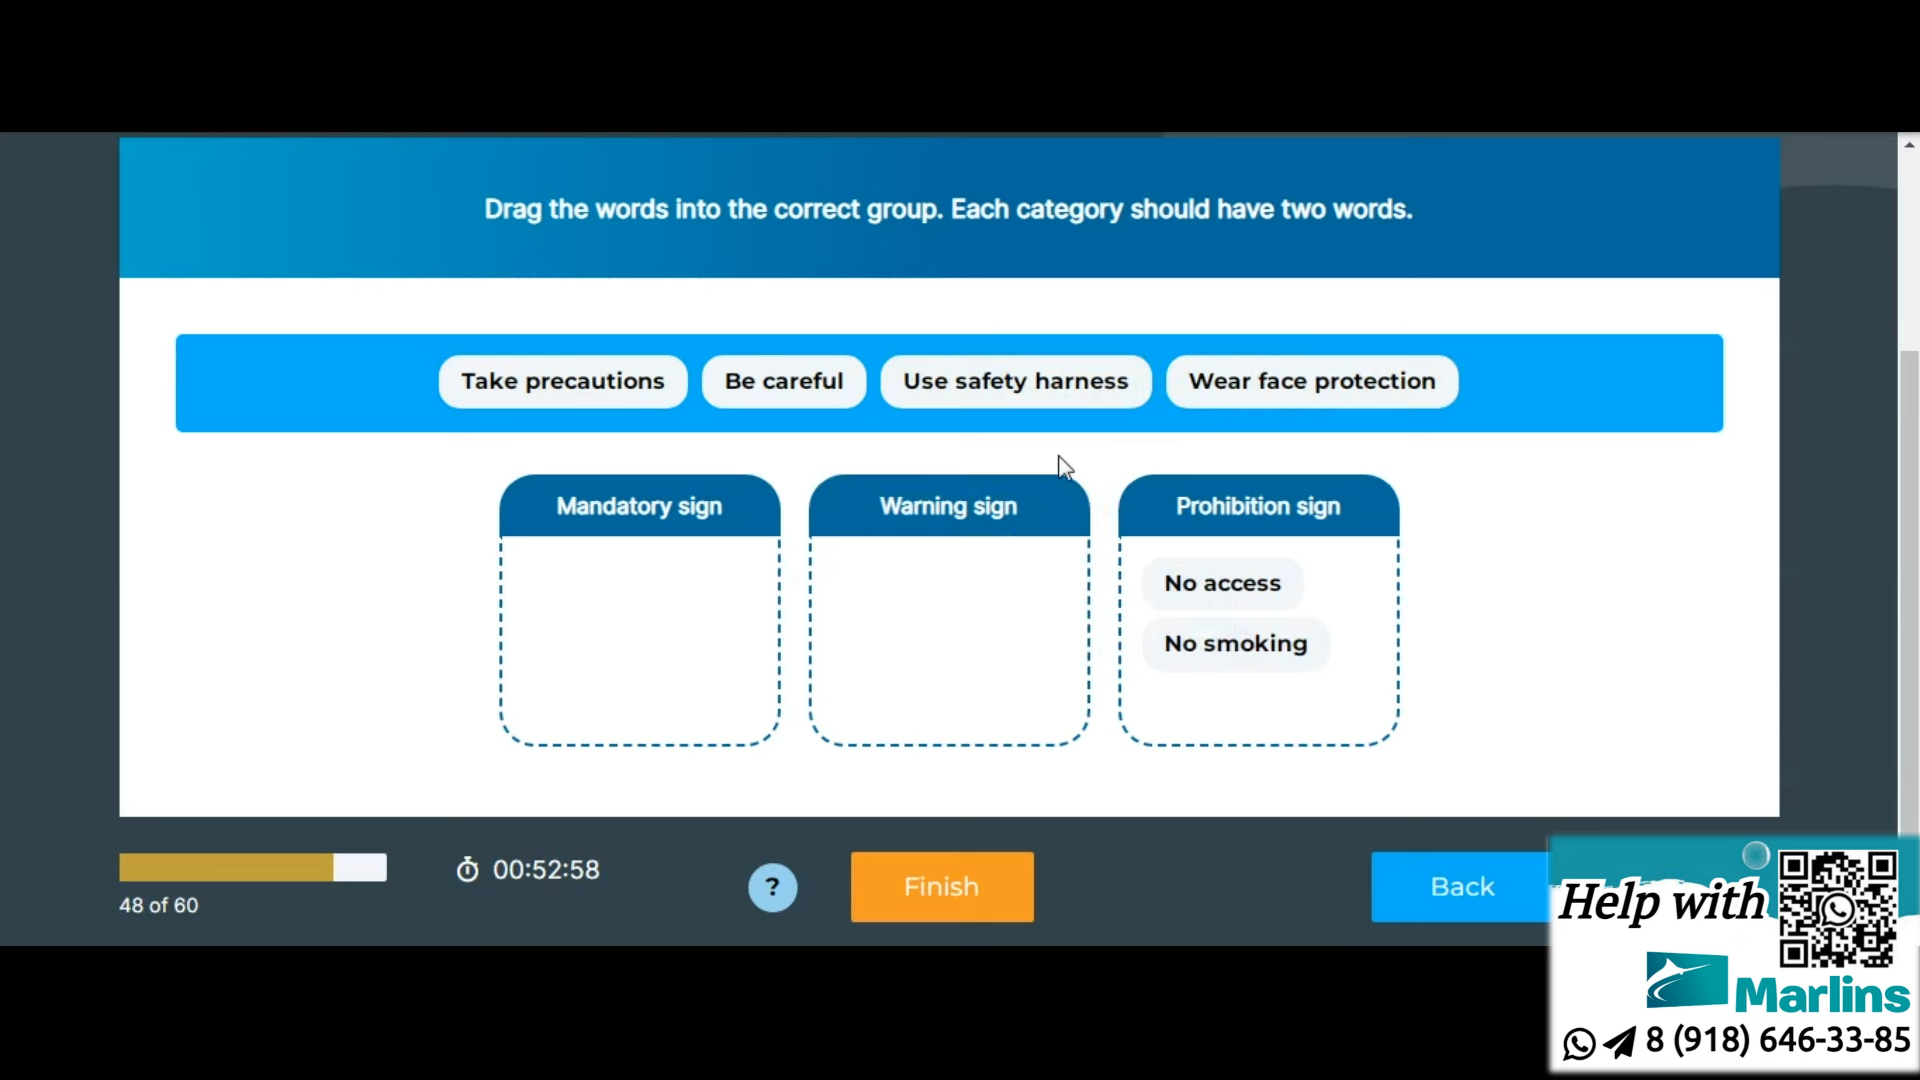 Drag the words into the correct group. Each category should have two words.
Take precautions
Be careful
Use safety harness
Wear face protection
Mandatory sign
Warning sign
Prohibition sign
No access
No smoking
00:52:58
48 of 60
?
Finish
Back
Help with
Marlins
8 (918) 646-33-85